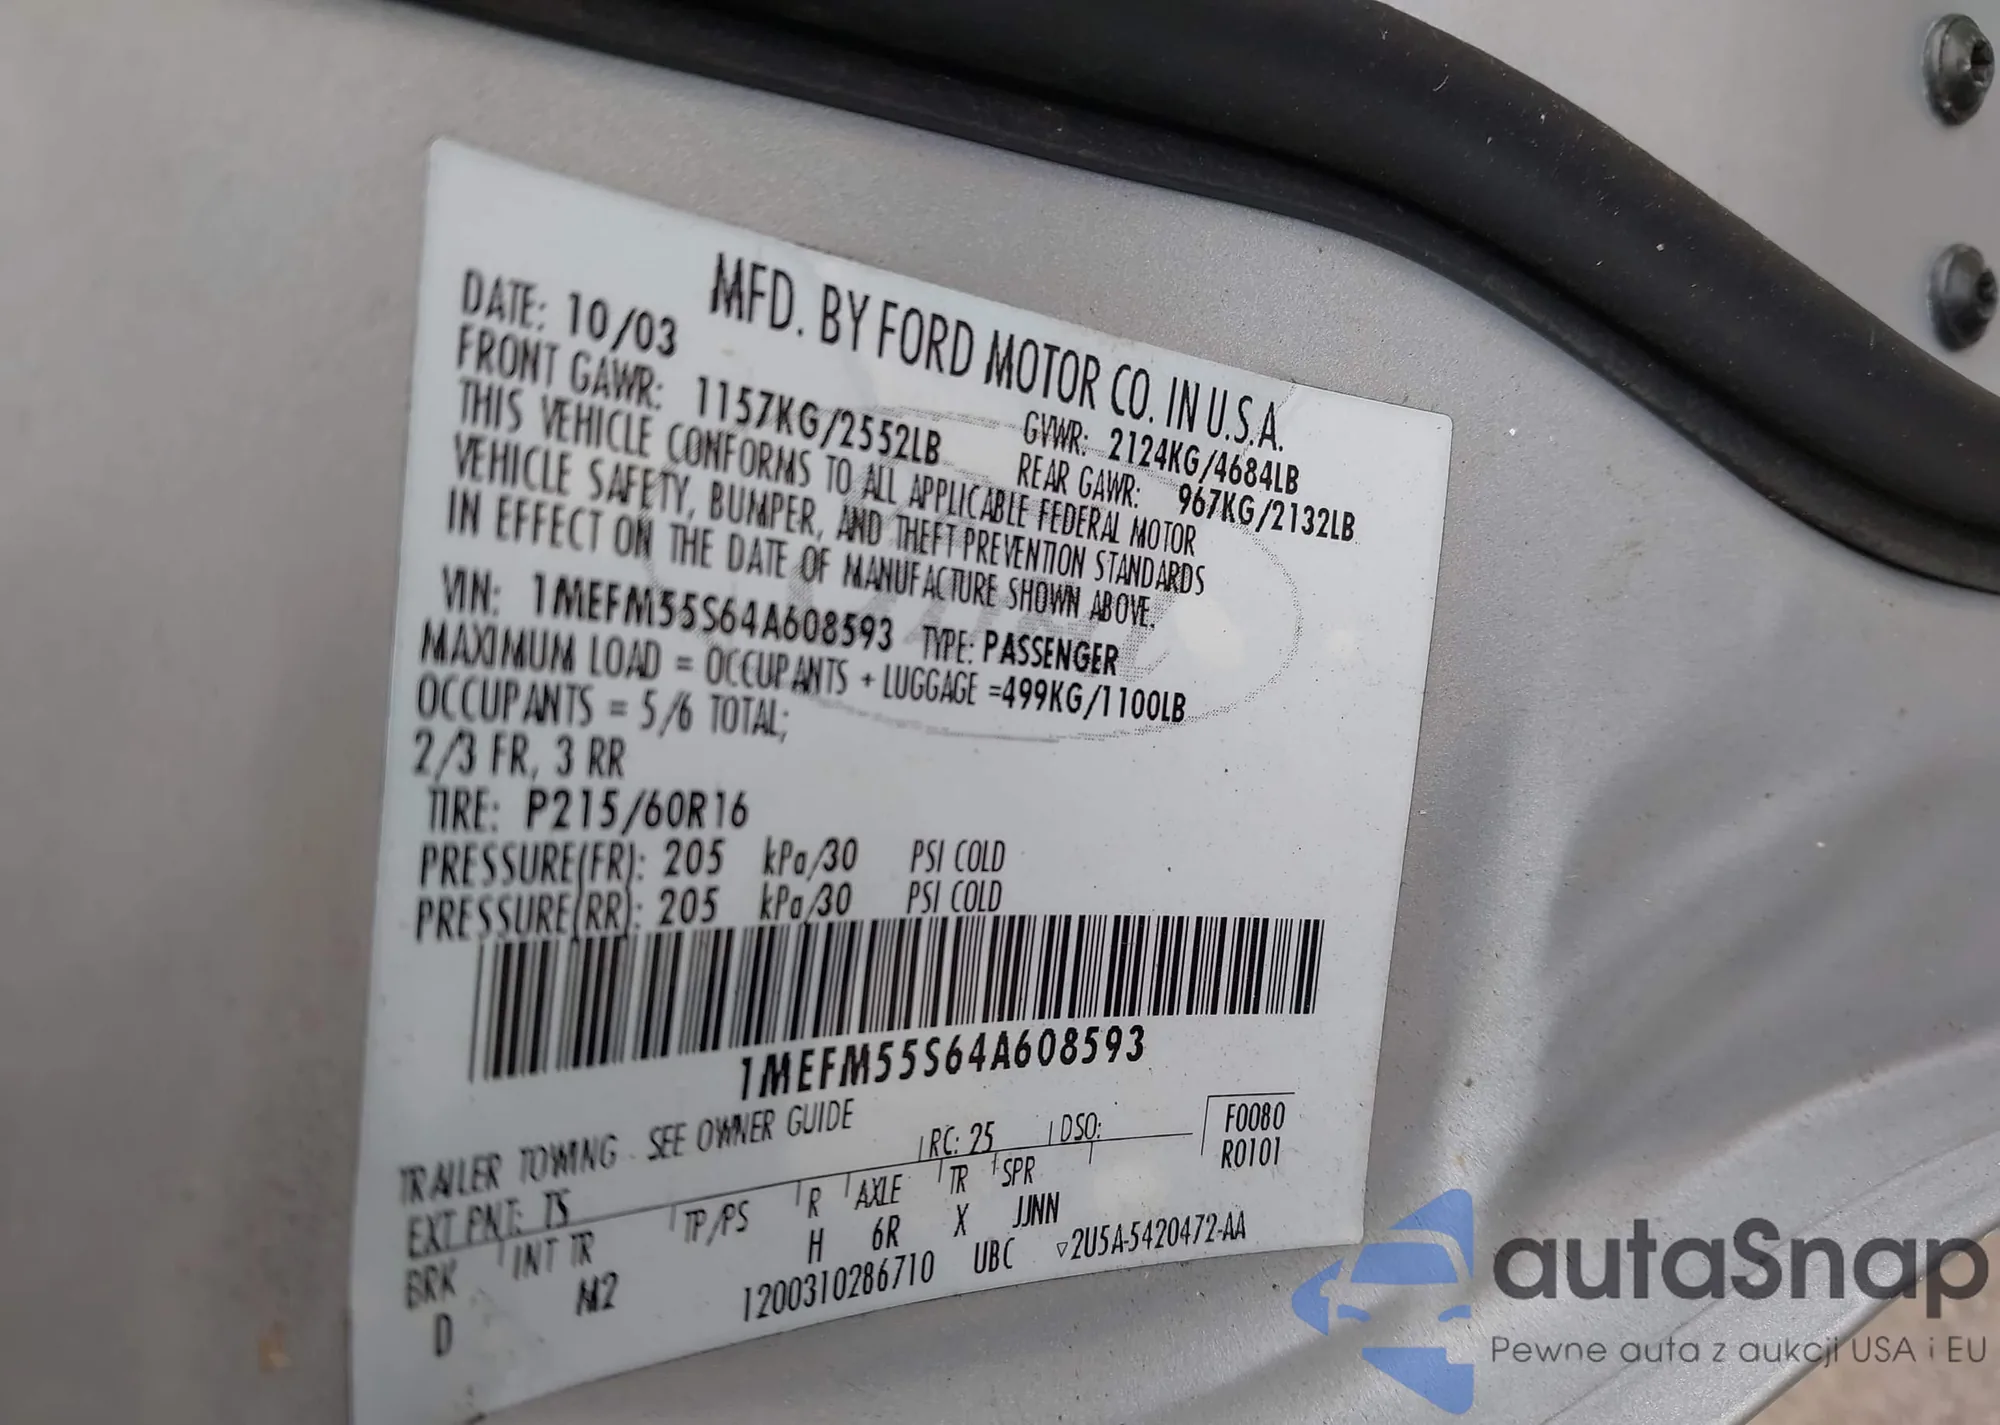 MFD. BY FORD MOTOR CO. IN U.S.A.
DATE: 10/03 GVWR: 2124KG/4684LB
FRONT GAWR: 1157KG/2552LB REAR GAWR: 967KG/2132LB
THIS VEHICLE CONFORMS TO ALL APPLICABLE FEDERAL MOTOR
VEHICLE SAFETY, BUMPER, AND THEFT PREVENTION STANDARDS
IN EFFECT ON THE DATE OF MANUFACTURE SHOWN ABOVE.
VIN: 1MEFM55S64A608593 TYPE: PASSENGER
MAXIMUM LOAD = OCCUPANTS + LUGGAGE =499KG/1100LB
OCCUPANTS = 5/6 TOTAL;
2/3 FR, 3 RR
TIRE: P215/60R16
PRESSURE(FR): 205 kPa/30 PSI COLD
PRESSURE(RR): 205 kPa/30 PSI COLD
1MEFM55S64A608593
TRAILER TOWING - SEE OWNER GUIDE
EXT PNT: TS RC: 25 DSO: F0080
R0101
BRK INT TR TP/PS R AXLE TR SPR
D M2 H 6R X JJNN
1200310286710 UBC ▽2U5A-5420472-AA
autaSnap
Pewne auta z aukcji USA i EU